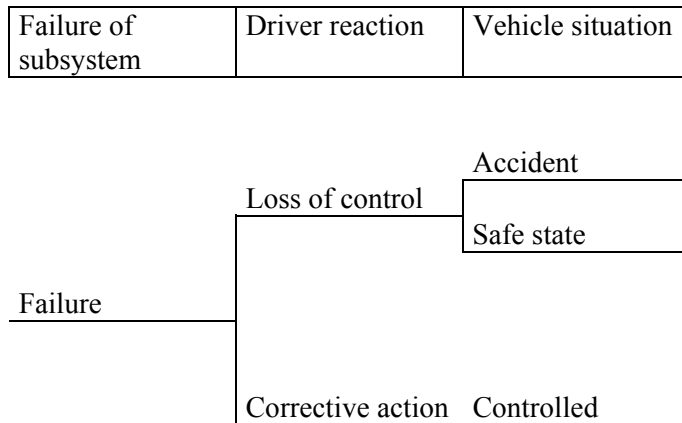 Failure of subsystem
Driver reaction
Vehicle situation
Accident
Loss of control
Safe state
Failure
Corrective action
Controlled